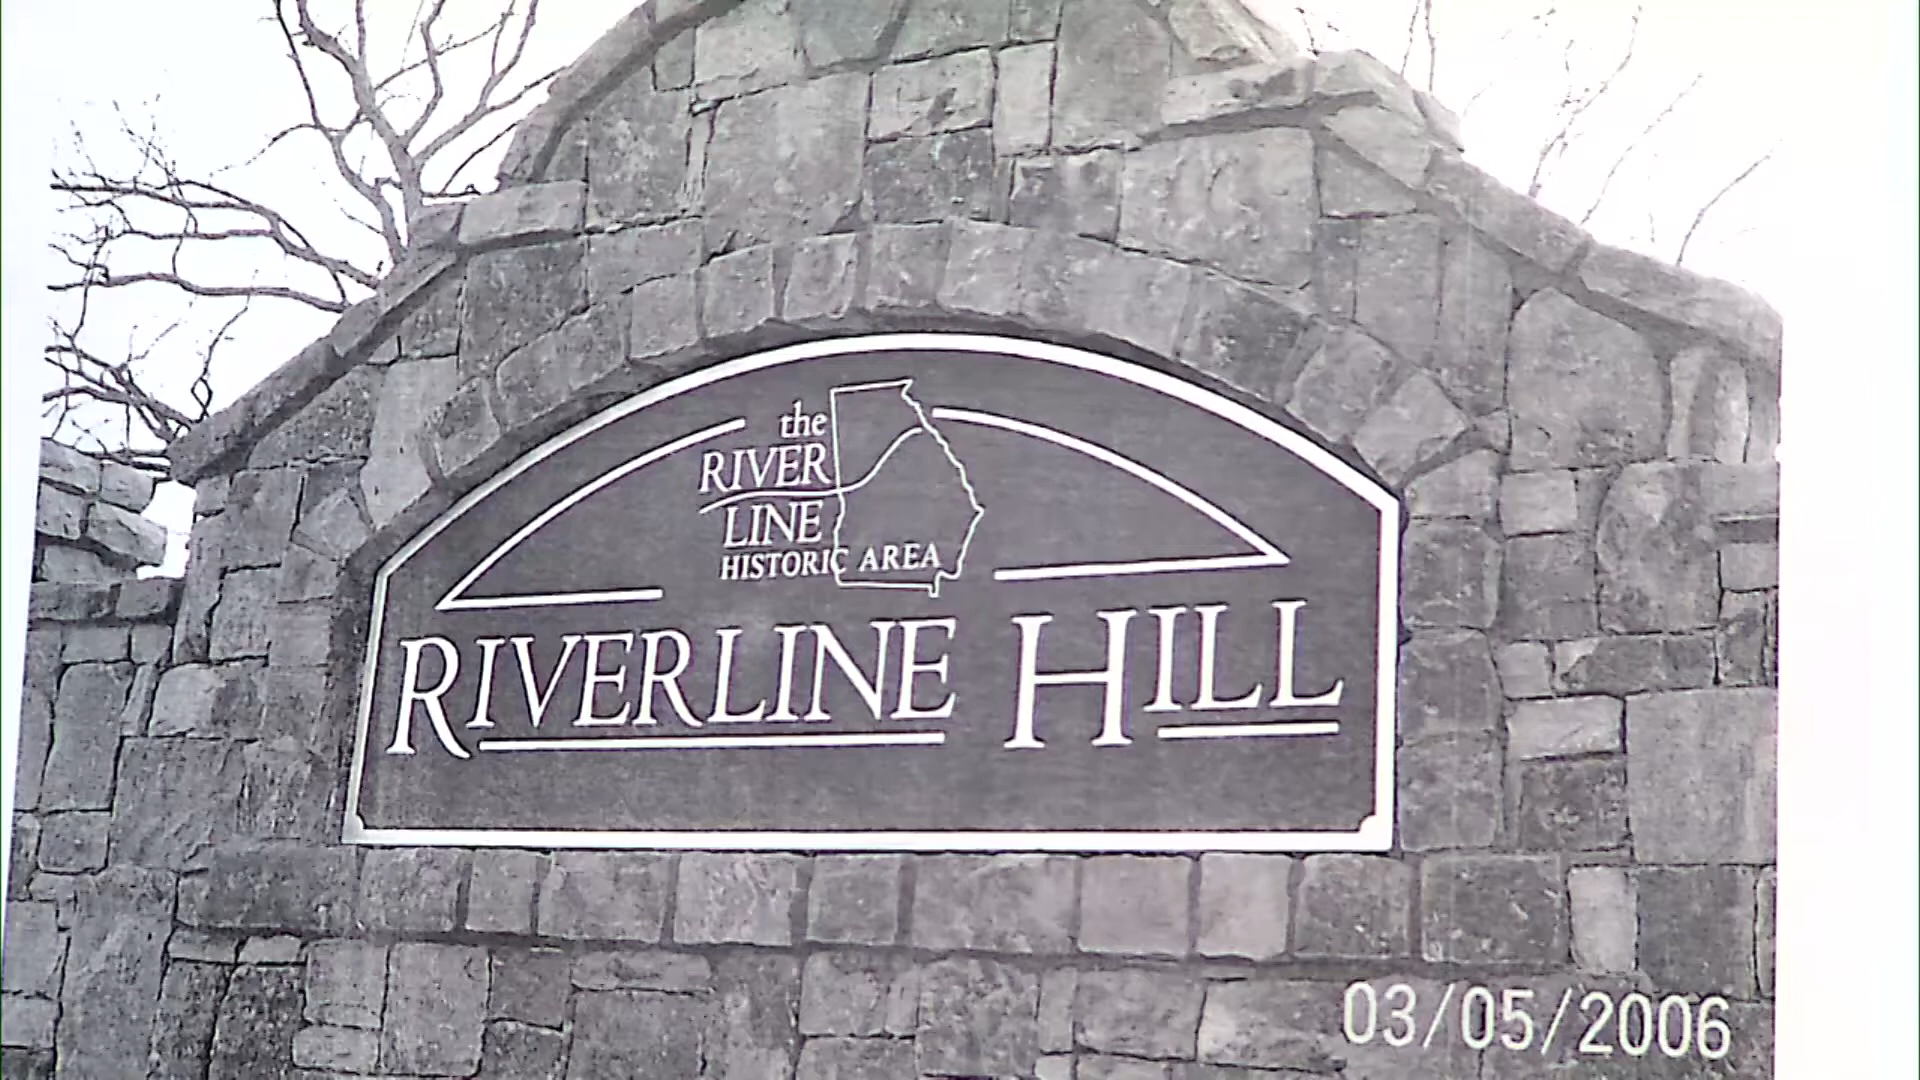 the
RIVER
LINE
HISTORIC AREA
RIVERLINE HILL
03/05/2006